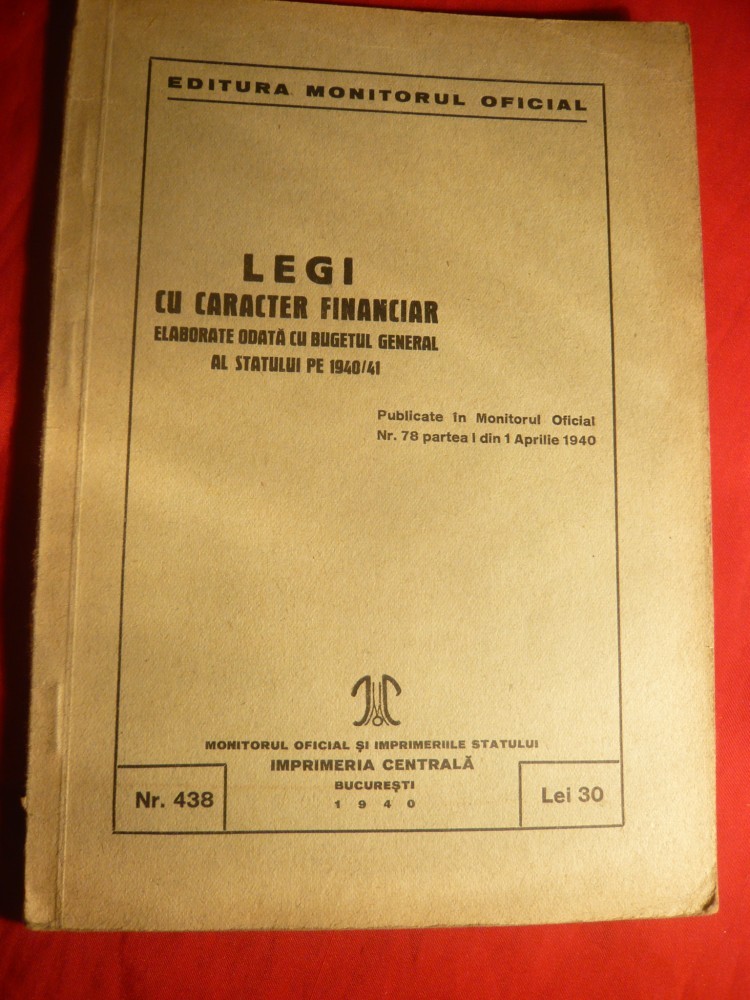 EDITURA MONITORUL OFICIAL
LEGI
CU CARACTER FINANCIAR
ELABORATE ODATĂ CU BUGETUL GENERAL
AL STATULUI PE 1940/41
Publicate în Monitorul Oficial
Nr. 78 partea I din 1 Aprilie 1940
MONITORUL OFICIAL ȘI IMPRIMERIILE STATULUI
IMPRIMERIA CENTRALĂ
BUCUREȘTI
1940
Nr. 438
Lei 30